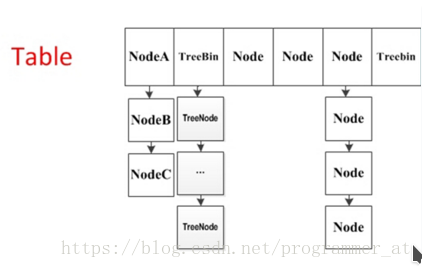 Table
NodeA TreeBin Node Node Node Treebin
NodeB TreeNode Node
NodeC ... Node
TreeNode Node
https://blog.csdn.net/programmer_at